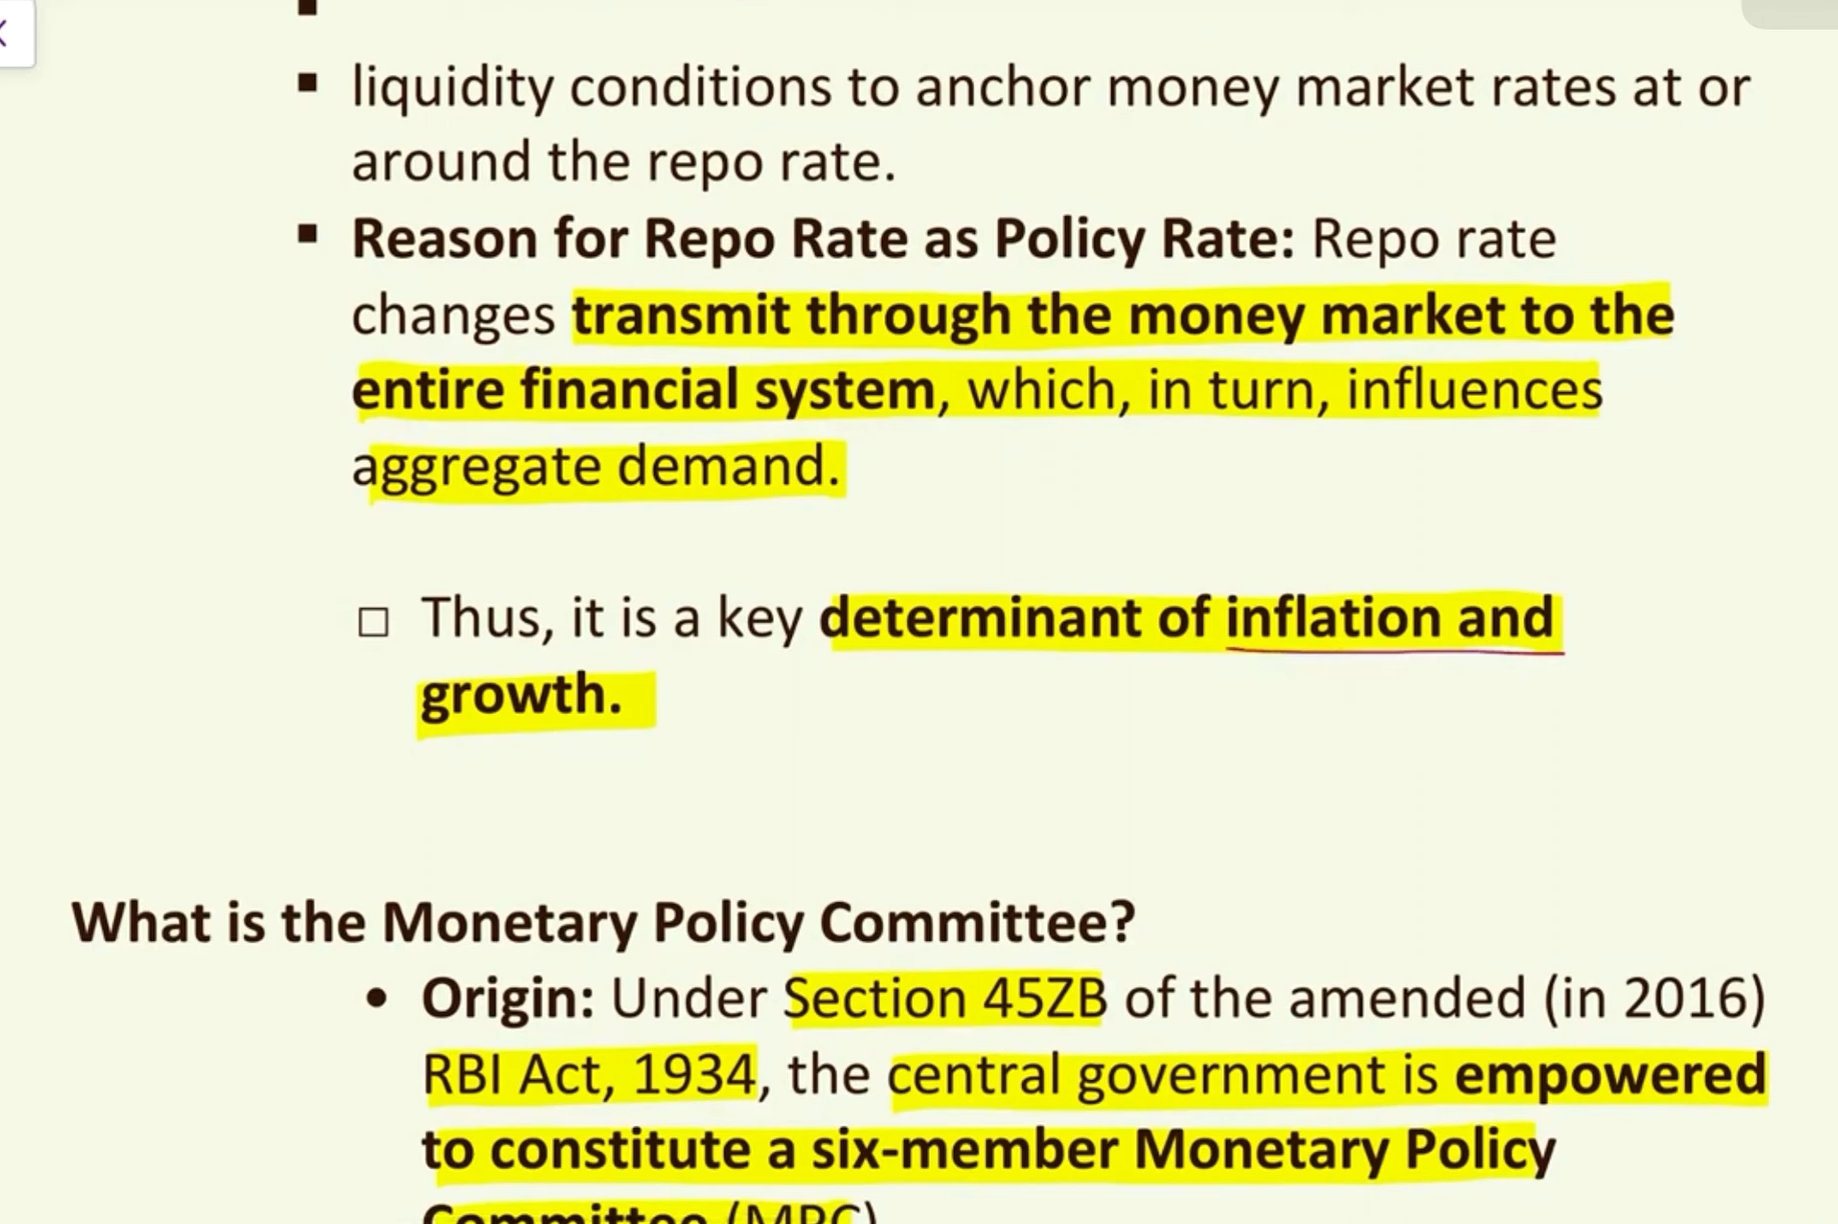 ▪ liquidity conditions to anchor money market rates at or
around the repo rate.
▪ Reason for Repo Rate as Policy Rate: Repo rate
changes transmit through the money market to the
entire financial system, which, in turn, influences
aggregate demand.
□ Thus, it is a key determinant of inflation and
growth.
What is the Monetary Policy Committee?
• Origin: Under Section 45ZB of the amended (in 2016)
RBI Act, 1934, the central government is empowered
to constitute a six-member Monetary Policy
Committee (MPC)